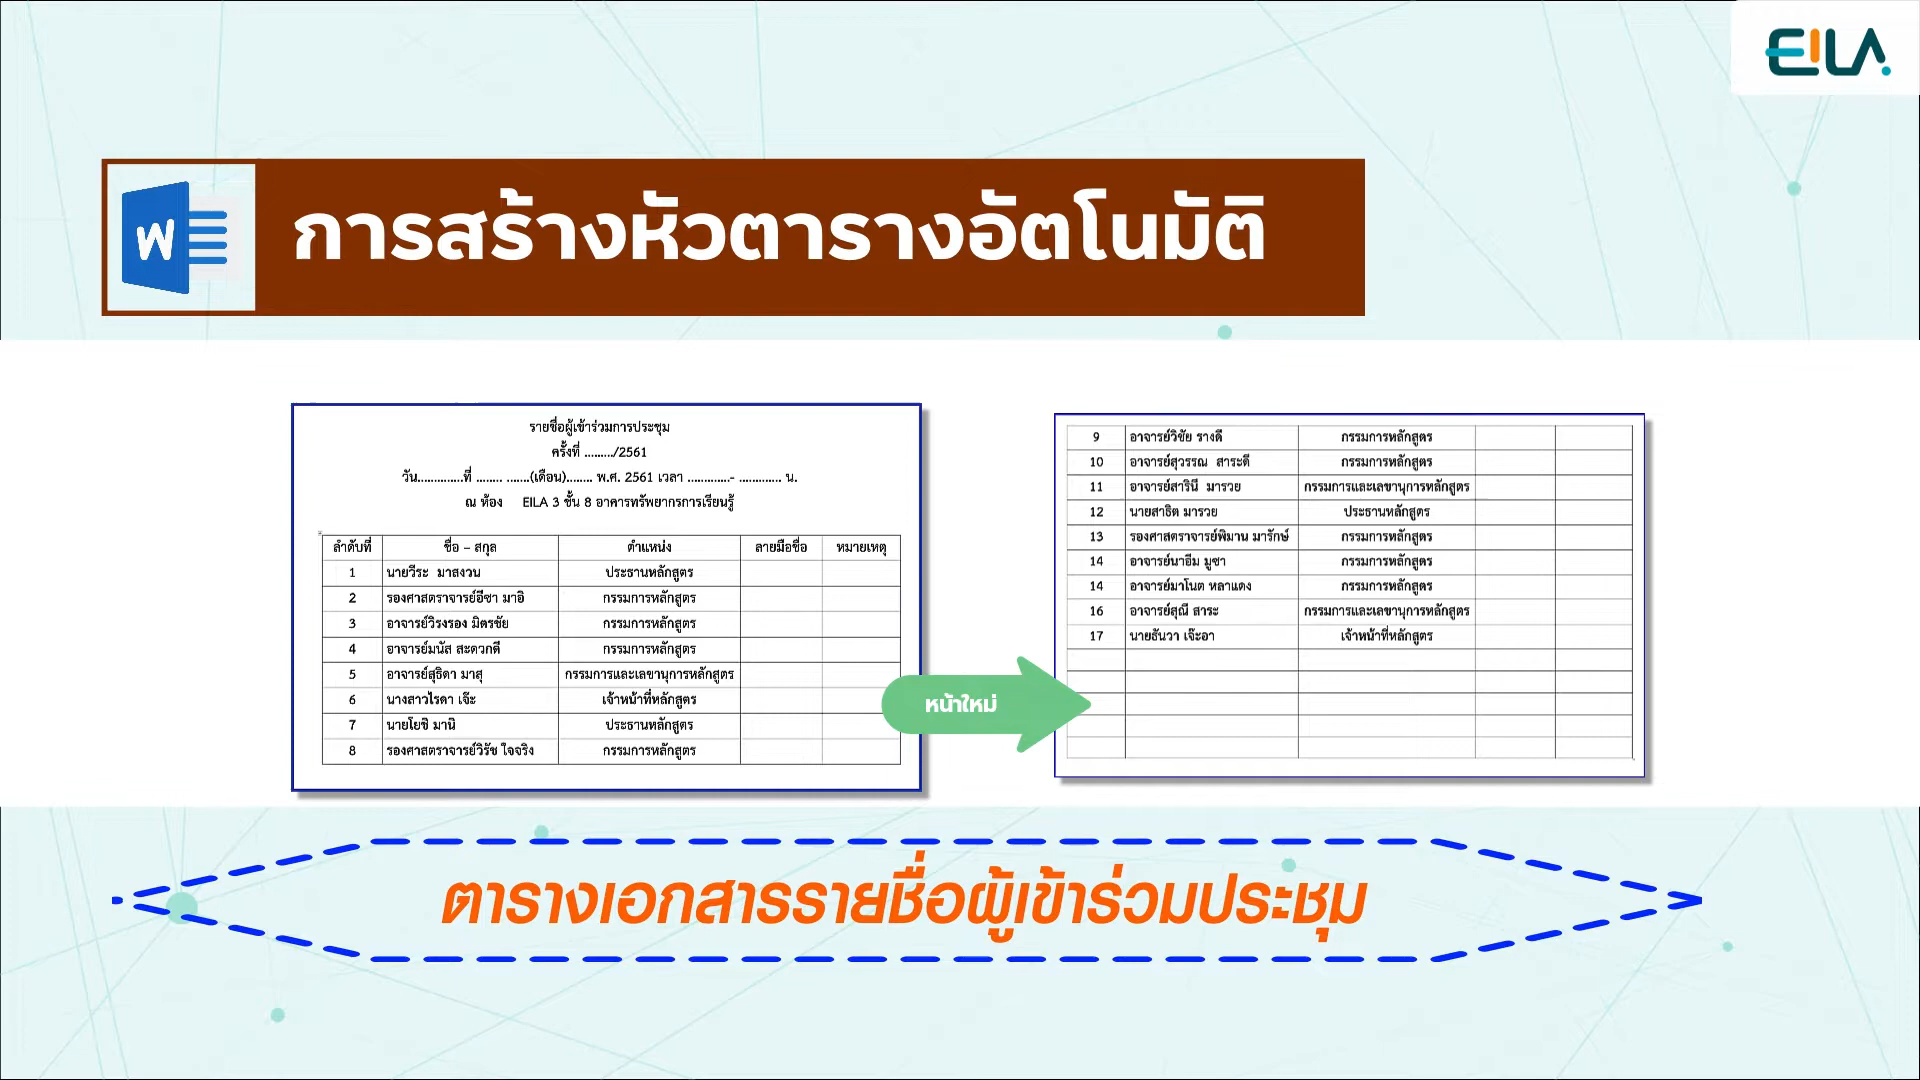 EILA
W
การสร้างหัวตารางอัตโนมัติ
รายชื่อผู้เข้าร่วมการประชุม
ครั้งที่ ........./2561
วัน..............ที่ ........ .......(เดือน)........ พ.ศ. 2561 เวลา .............- ............. น.
ณ ห้อง EILA 3 ชั้น 8 อาคารทรัพยากรการเรียนรู้
ลำดับที่ ชื่อ – สกุล ตำแหน่ง ลายมือชื่อ หมายเหตุ
1 นายวีระ มาสงวน ประธานหลักสูตร
2 รองศาสตราจารย์อีซา มาอิ กรรมการหลักสูตร
3 อาจารย์วิรงรอง มิตรชัย กรรมการหลักสูตร
4 อาจารย์มนัส สะดวกดี กรรมการหลักสูตร
5 อาจารย์สุธิดา มาสุ กรรมการและเลขานุการหลักสูตร
6 นางสาวไรดา เจ๊ะ เจ้าหน้าที่หลักสูตร
7 นายโยธิ มานิ ประธานหลักสูตร
8 รองศาสตราจารย์วิรัช ใจจริง กรรมการหลักสูตร
หน้าใหม่
9 อาจารย์วิชัย รางดี กรรมการหลักสูตร
10 อาจารย์สุวรรณ สาระดี กรรมการหลักสูตร
11 อาจารย์สารินี มารวย กรรมการและเลขานุการหลักสูตร
12 นายสาธิต มารวย ประธานหลักสูตร
13 รองศาสตราจารย์พิมาน มารักษ์ กรรมการหลักสูตร
14 อาจารย์นาอีม มูซา กรรมการหลักสูตร
14 อาจารย์มาโนต หลาแดง กรรมการหลักสูตร
16 อาจารย์สุณี สาระ กรรมการและเลขานุการหลักสูตร
17 นายธันวา เจ๊ะอา เจ้าหน้าที่หลักสูตร
ตารางเอกสารรายชื่อผู้เข้าร่วมประชุม